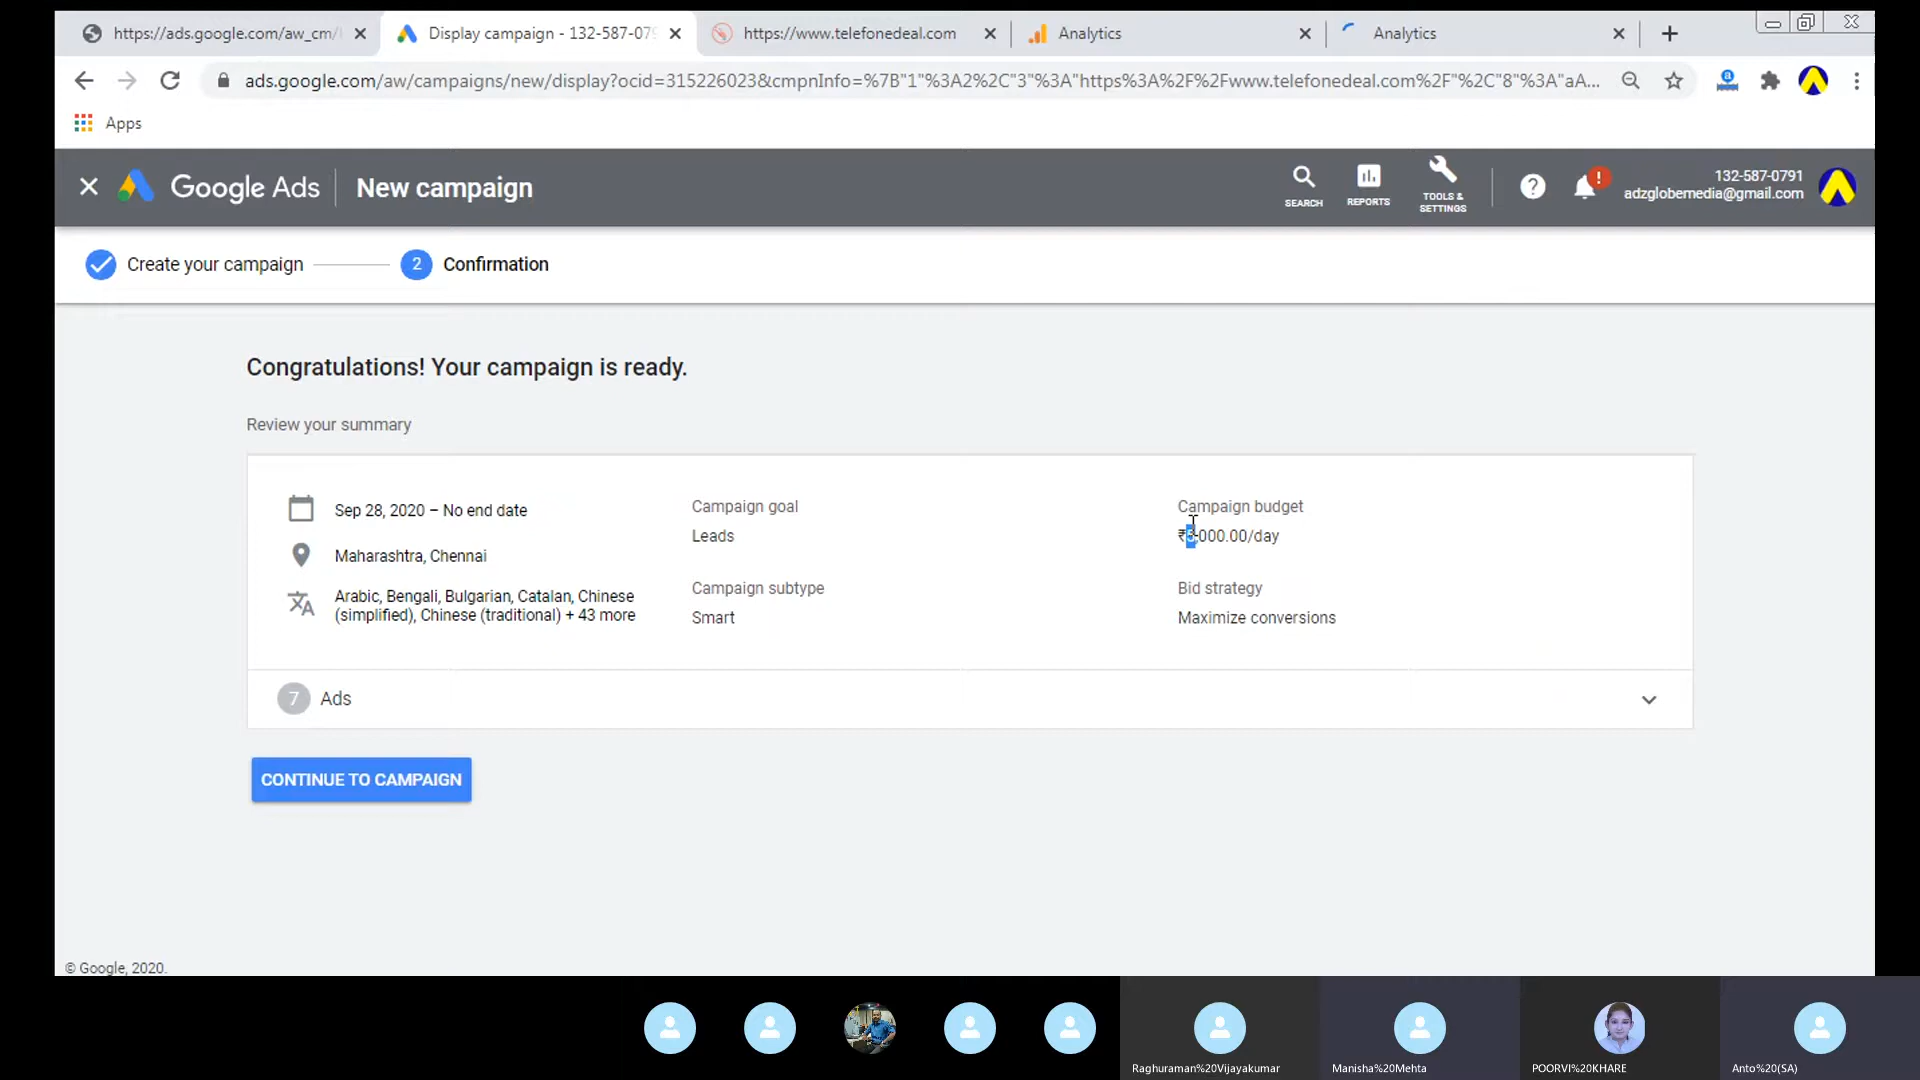 https://ads.google.com/aw_cm/
Display campaign - 132-587-079
https://www.telefonedeal.com
Analytics
Analytics
ads.google.com/aw/campaigns/new/display?ocid=315226023&cmpnInfo=%7B"1"%3A2%2C"3"%3A"https%3A%2F%2Fwww.telefonedeal.com%2F"%2C"8"%3A"aA...
Apps
Google Ads
New campaign
SEARCH
REPORTS
TOOLS &
SETTINGS
132-587-0791
adzglobemedia@gmail.com
Create your campaign
2
Confirmation
Congratulations! Your campaign is ready.
Review your summary
Sep 28, 2020 – No end date
Maharashtra, Chennai
Arabic, Bengali, Bulgarian, Catalan, Chinese
(simplified), Chinese (traditional) + 43 more
Campaign goal
Leads
Campaign subtype
Smart
Campaign budget
000.00/day
Bid strategy
Maximize conversions
7 Ads
CONTINUE TO CAMPAIGN
© Google, 2020.
Raghuraman%20Vijayakumar
Manisha%20Mehta
POORVI%20KHARE
Anto%20(SA)